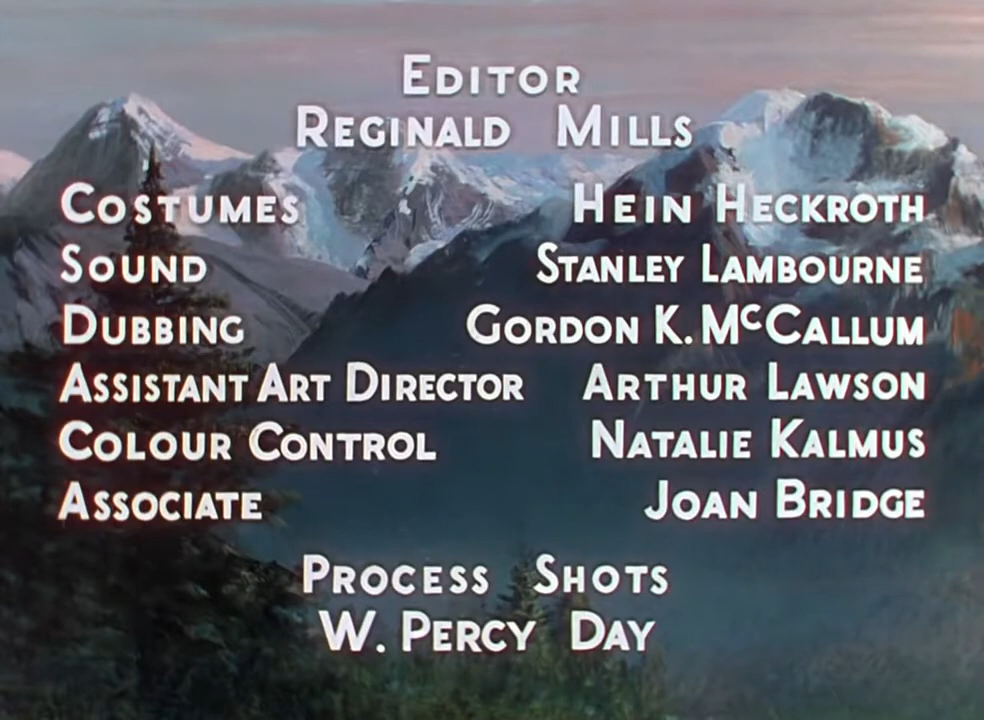 EDITOR
REGINALD MILLS
COSTUMES HEIN HECKROTH
SOUND STANLEY LAMBOURNE
DUBBING GORDON K. McCALLUM
ASSISTANT ART DIRECTOR ARTHUR LAWSON
COLOUR CONTROL NATALIE KALMUS
ASSOCIATE JOAN BRIDGE
PROCESS SHOTS
W. PERCY DAY